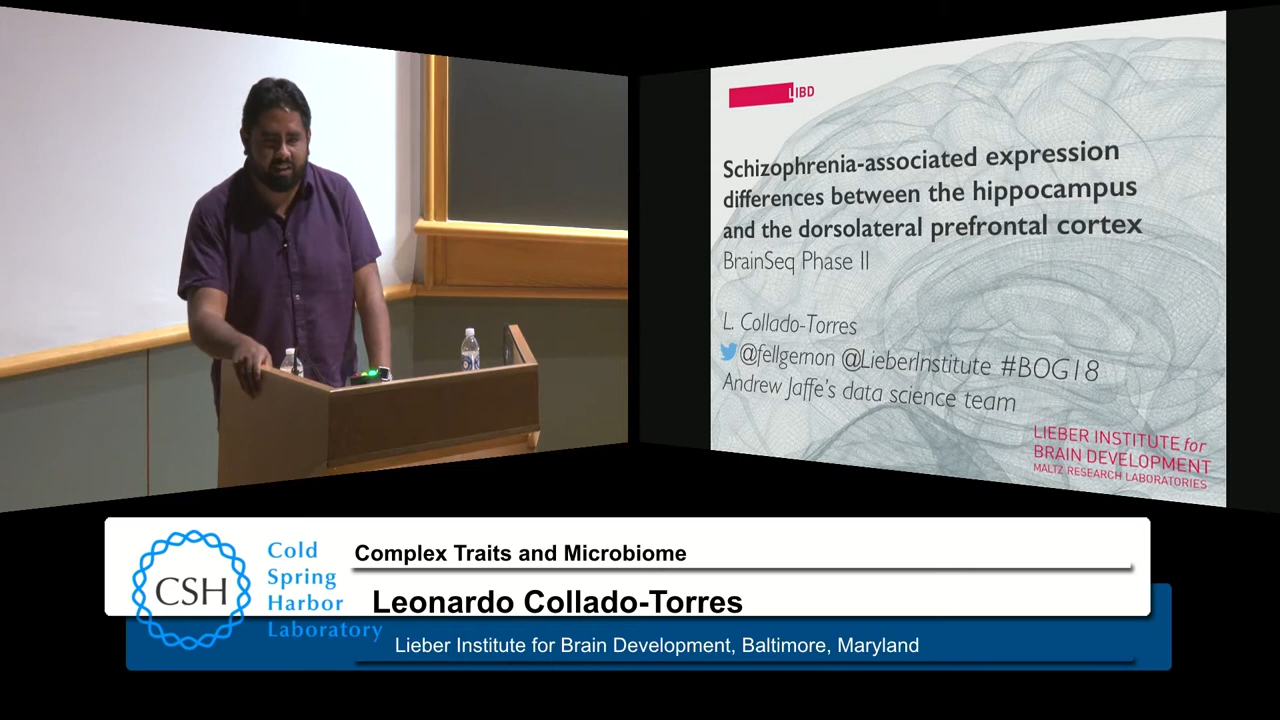 LIBD
Schizophrenia-associated expression
differences between the hippocampus
and the dorsolateral prefrontal cortex
BrainSeq Phase II
L. Collado-Torres
@fellgernon @LieberInstitute #BOG18
Andrew Jaffe's data science team
LIEBER INSTITUTE for
BRAIN DEVELOPMENT
MALTZ RESEARCH LABORATORIES
CSH
Cold
Spring
Harbor
Laboratory
Complex Traits and Microbiome
Leonardo Collado-Torres
Lieber Institute for Brain Development, Baltimore, Maryland